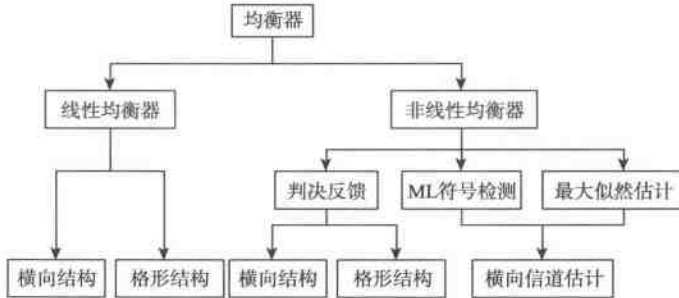 均衡器
线性均衡器
非线性均衡器
判决反馈
ML符号检测
最大似然估计
横向结构
格形结构
横向结构
格形结构
横向信道估计